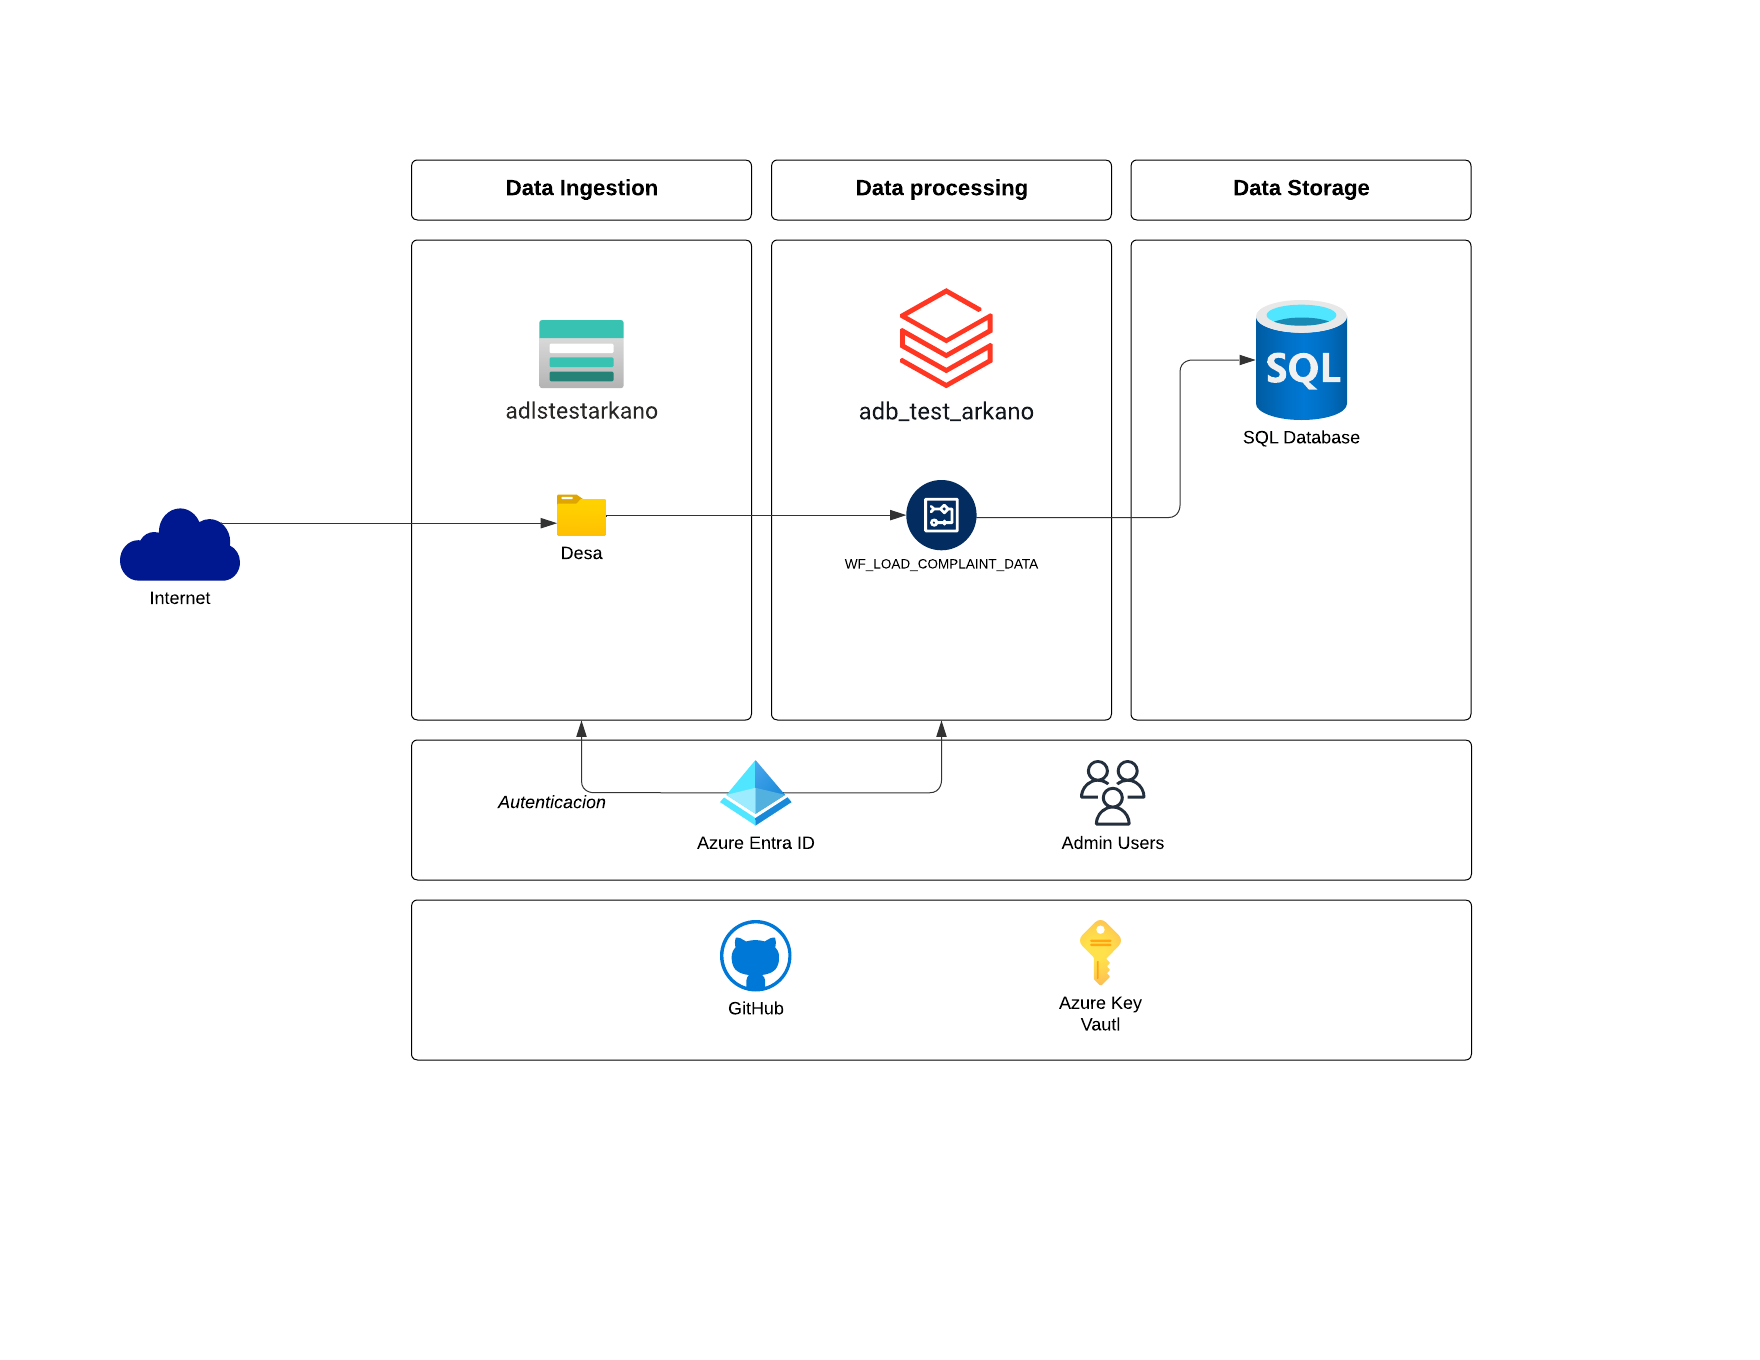 Data Ingestion
Data processing
Data Storage
adlstestarkano
adb_test_arkano
SQL
SQL Database
Desa
WF_LOAD_COMPLAINT_DATA
Internet
Autenticacion
Azure Entra ID
Admin Users
GitHub
Azure Key
Vautl